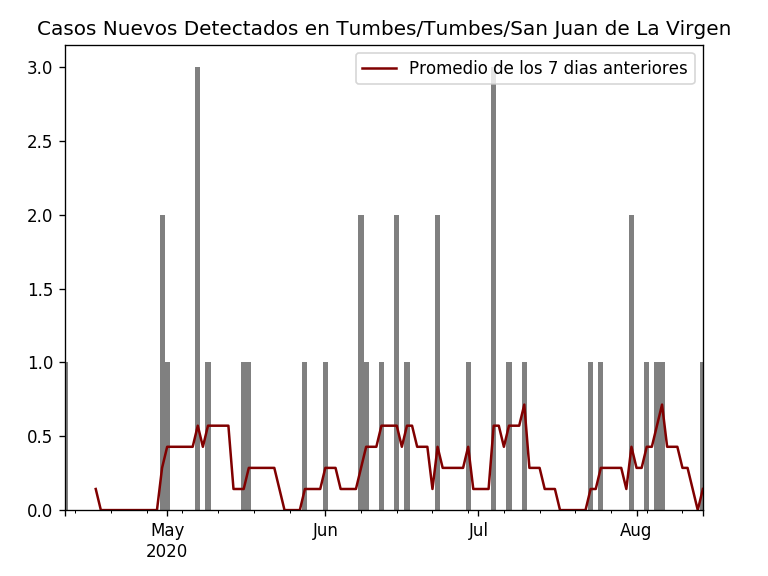 Casos Nuevos Detectados en Tumbes/Tumbes/San Juan de La Virgen
Promedio de los 7 dias anteriores
3.0
2.5
2.0
1.5
1.0
0.5
0.0
May
2020
Jun
Jul
Aug